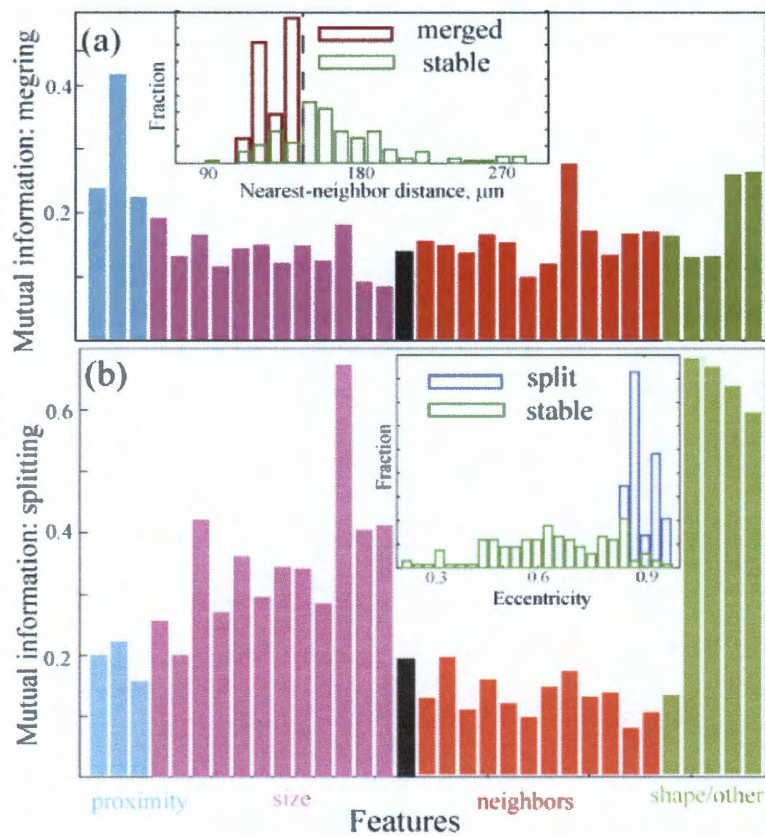 (a)
merged
stable
Fraction
90 180 270
Nearest-neighbor distance, μm
Mutual information: megring
0.4
0.2
(b)
split
stable
Fraction
0.3 0.6 0.9
Eccentricity
Mutual information: splitting
0.6
0.4
0.2
proximity size neighbors shape/other
Features